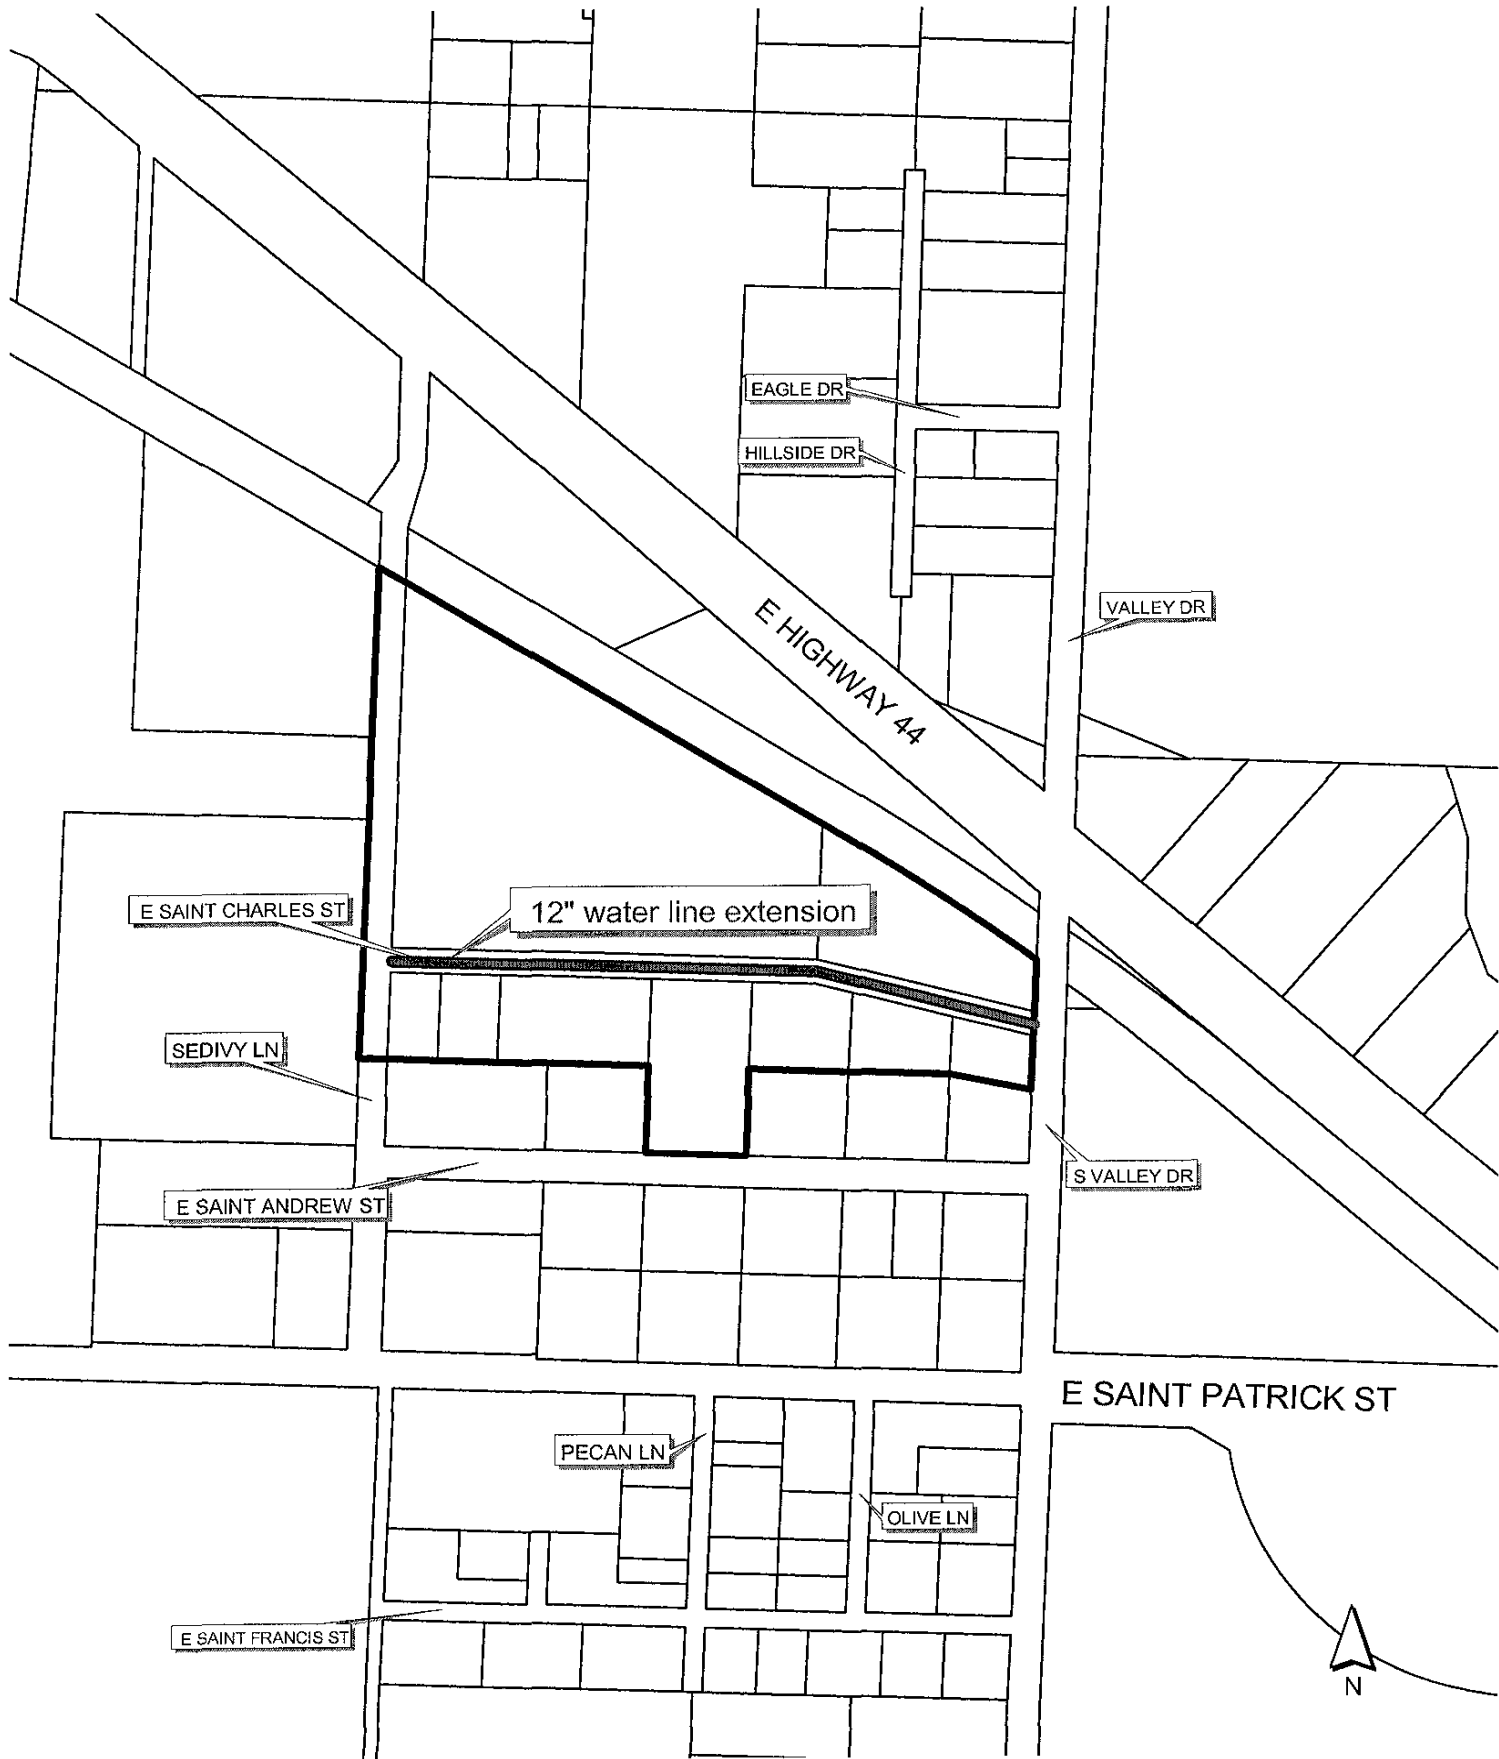 EAGLE DR
HILLSIDE DR
VALLEY DR
E HIGHWAY 44
E SAINT CHARLES ST
12" water line extension
SEDIVY LN
S VALLEY DR
E SAINT ANDREW ST
E SAINT PATRICK ST
PECAN LN
OLIVE LN
E SAINT FRANCIS ST
N